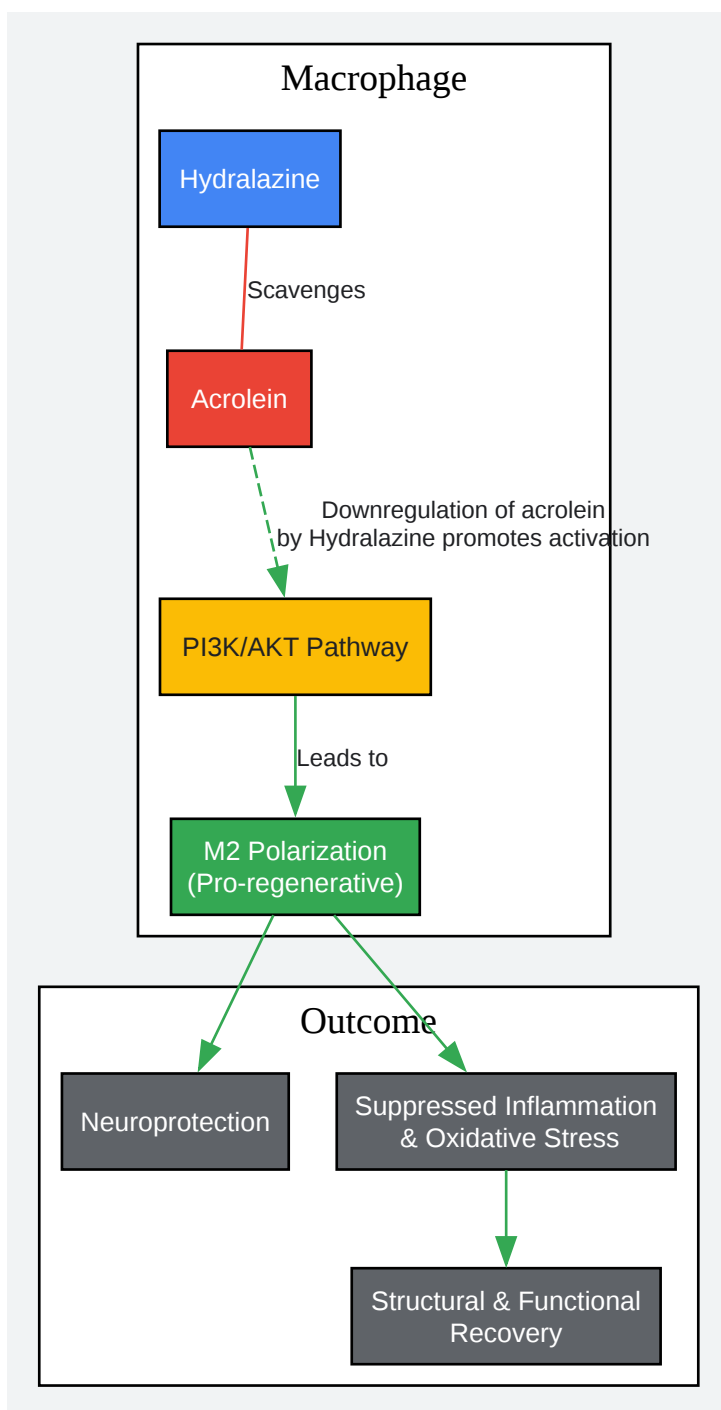 Macrophage
Hydralazine
Scavenges
Acrolein
Downregulation of acrolein
by Hydralazine promotes activation
PI3K/AKT Pathway
Leads to
M2 Polarization
(Pro-regenerative)
Outcome
Neuroprotection
Suppressed Inflammation
& Oxidative Stress
Structural & Functional
Recovery